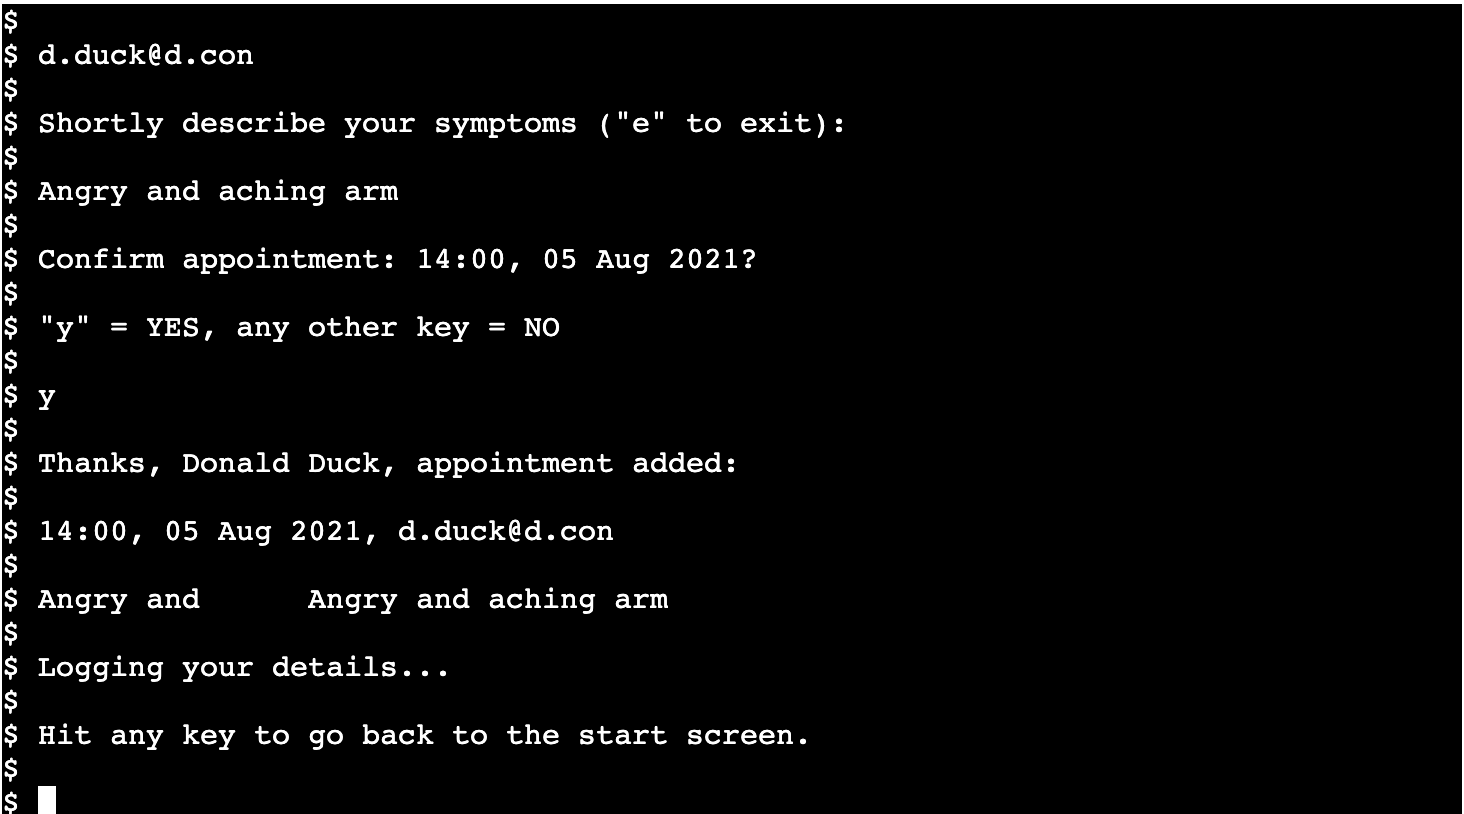 $
$ d.duck@d.con
$
$ Shortly describe your symptoms ("e" to exit):
$
$ Angry and aching arm
$
$ Confirm appointment: 14:00, 05 Aug 2021?
$
$ "y" = YES, any other key = NO
$
$ y
$
$ Thanks, Donald Duck, appointment added:
$
$ 14:00, 05 Aug 2021, d.duck@d.con
$
$ Angry and      Angry and aching arm
$
$ Logging your details...
$
$ Hit any key to go back to the start screen.
$
$